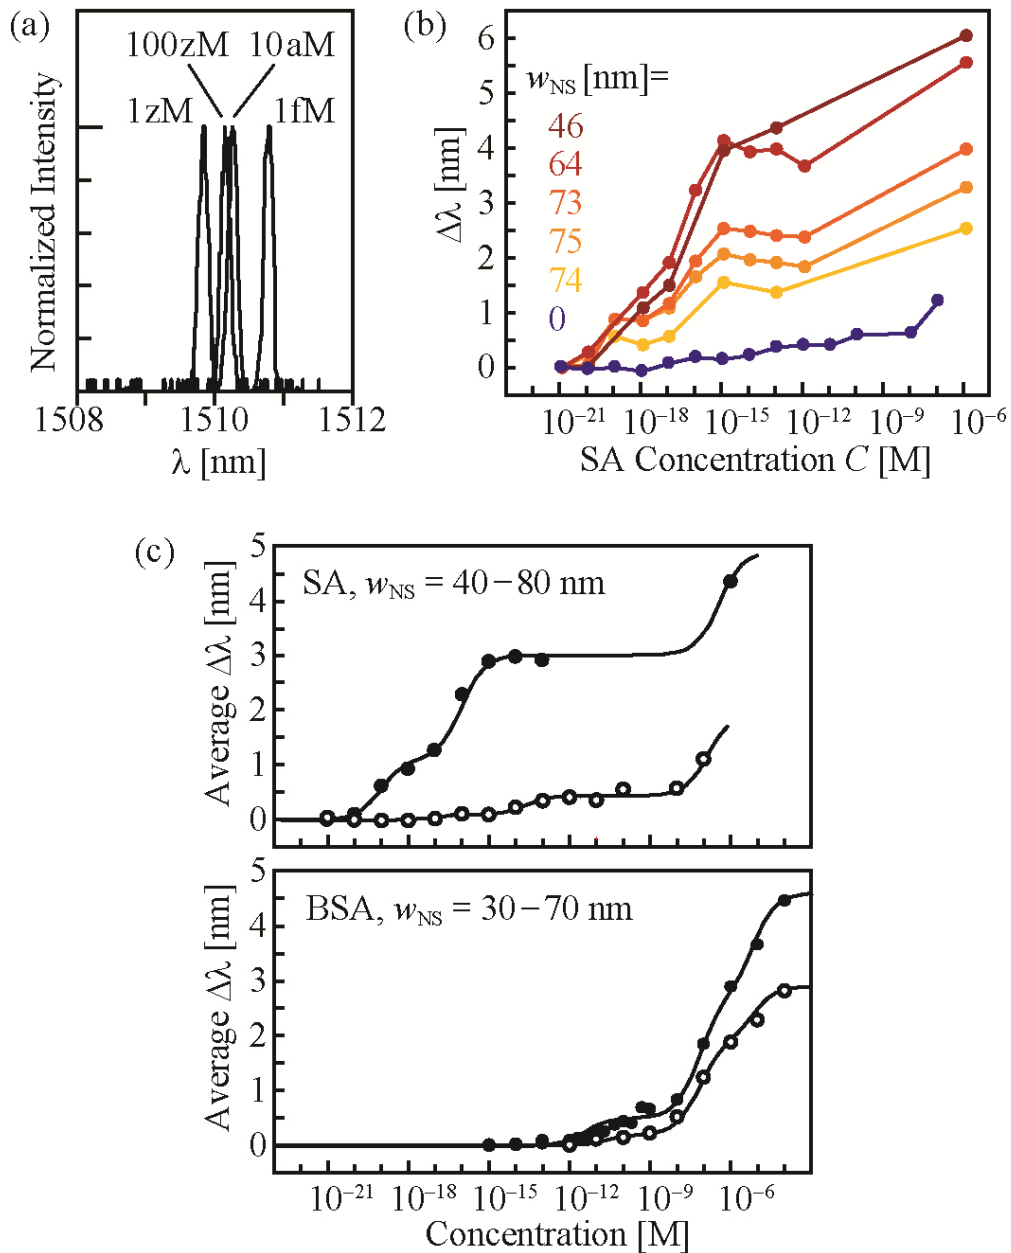 (a)
100zM 10aM
1zM 1fM
Normalized Intensity
1508 1510 1512
λ [nm]
(b)
6
5
4
3
2
1
0
Δλ [nm]
w_NS [nm]=
46
64
73
75
74
0
10⁻²¹ 10⁻¹⁸ 10⁻¹⁵ 10⁻¹² 10⁻⁹ 10⁻⁶
SA Concentration C [M]
(c)
5
4
3
2
1
0
Average Δλ [nm]
SA, w_NS = 40−80 nm
5
4
3
2
1
0
Average Δλ [nm]
BSA, w_NS = 30−70 nm
10⁻²¹ 10⁻¹⁸ 10⁻¹⁵ 10⁻¹² 10⁻⁹ 10⁻⁶
Concentration [M]